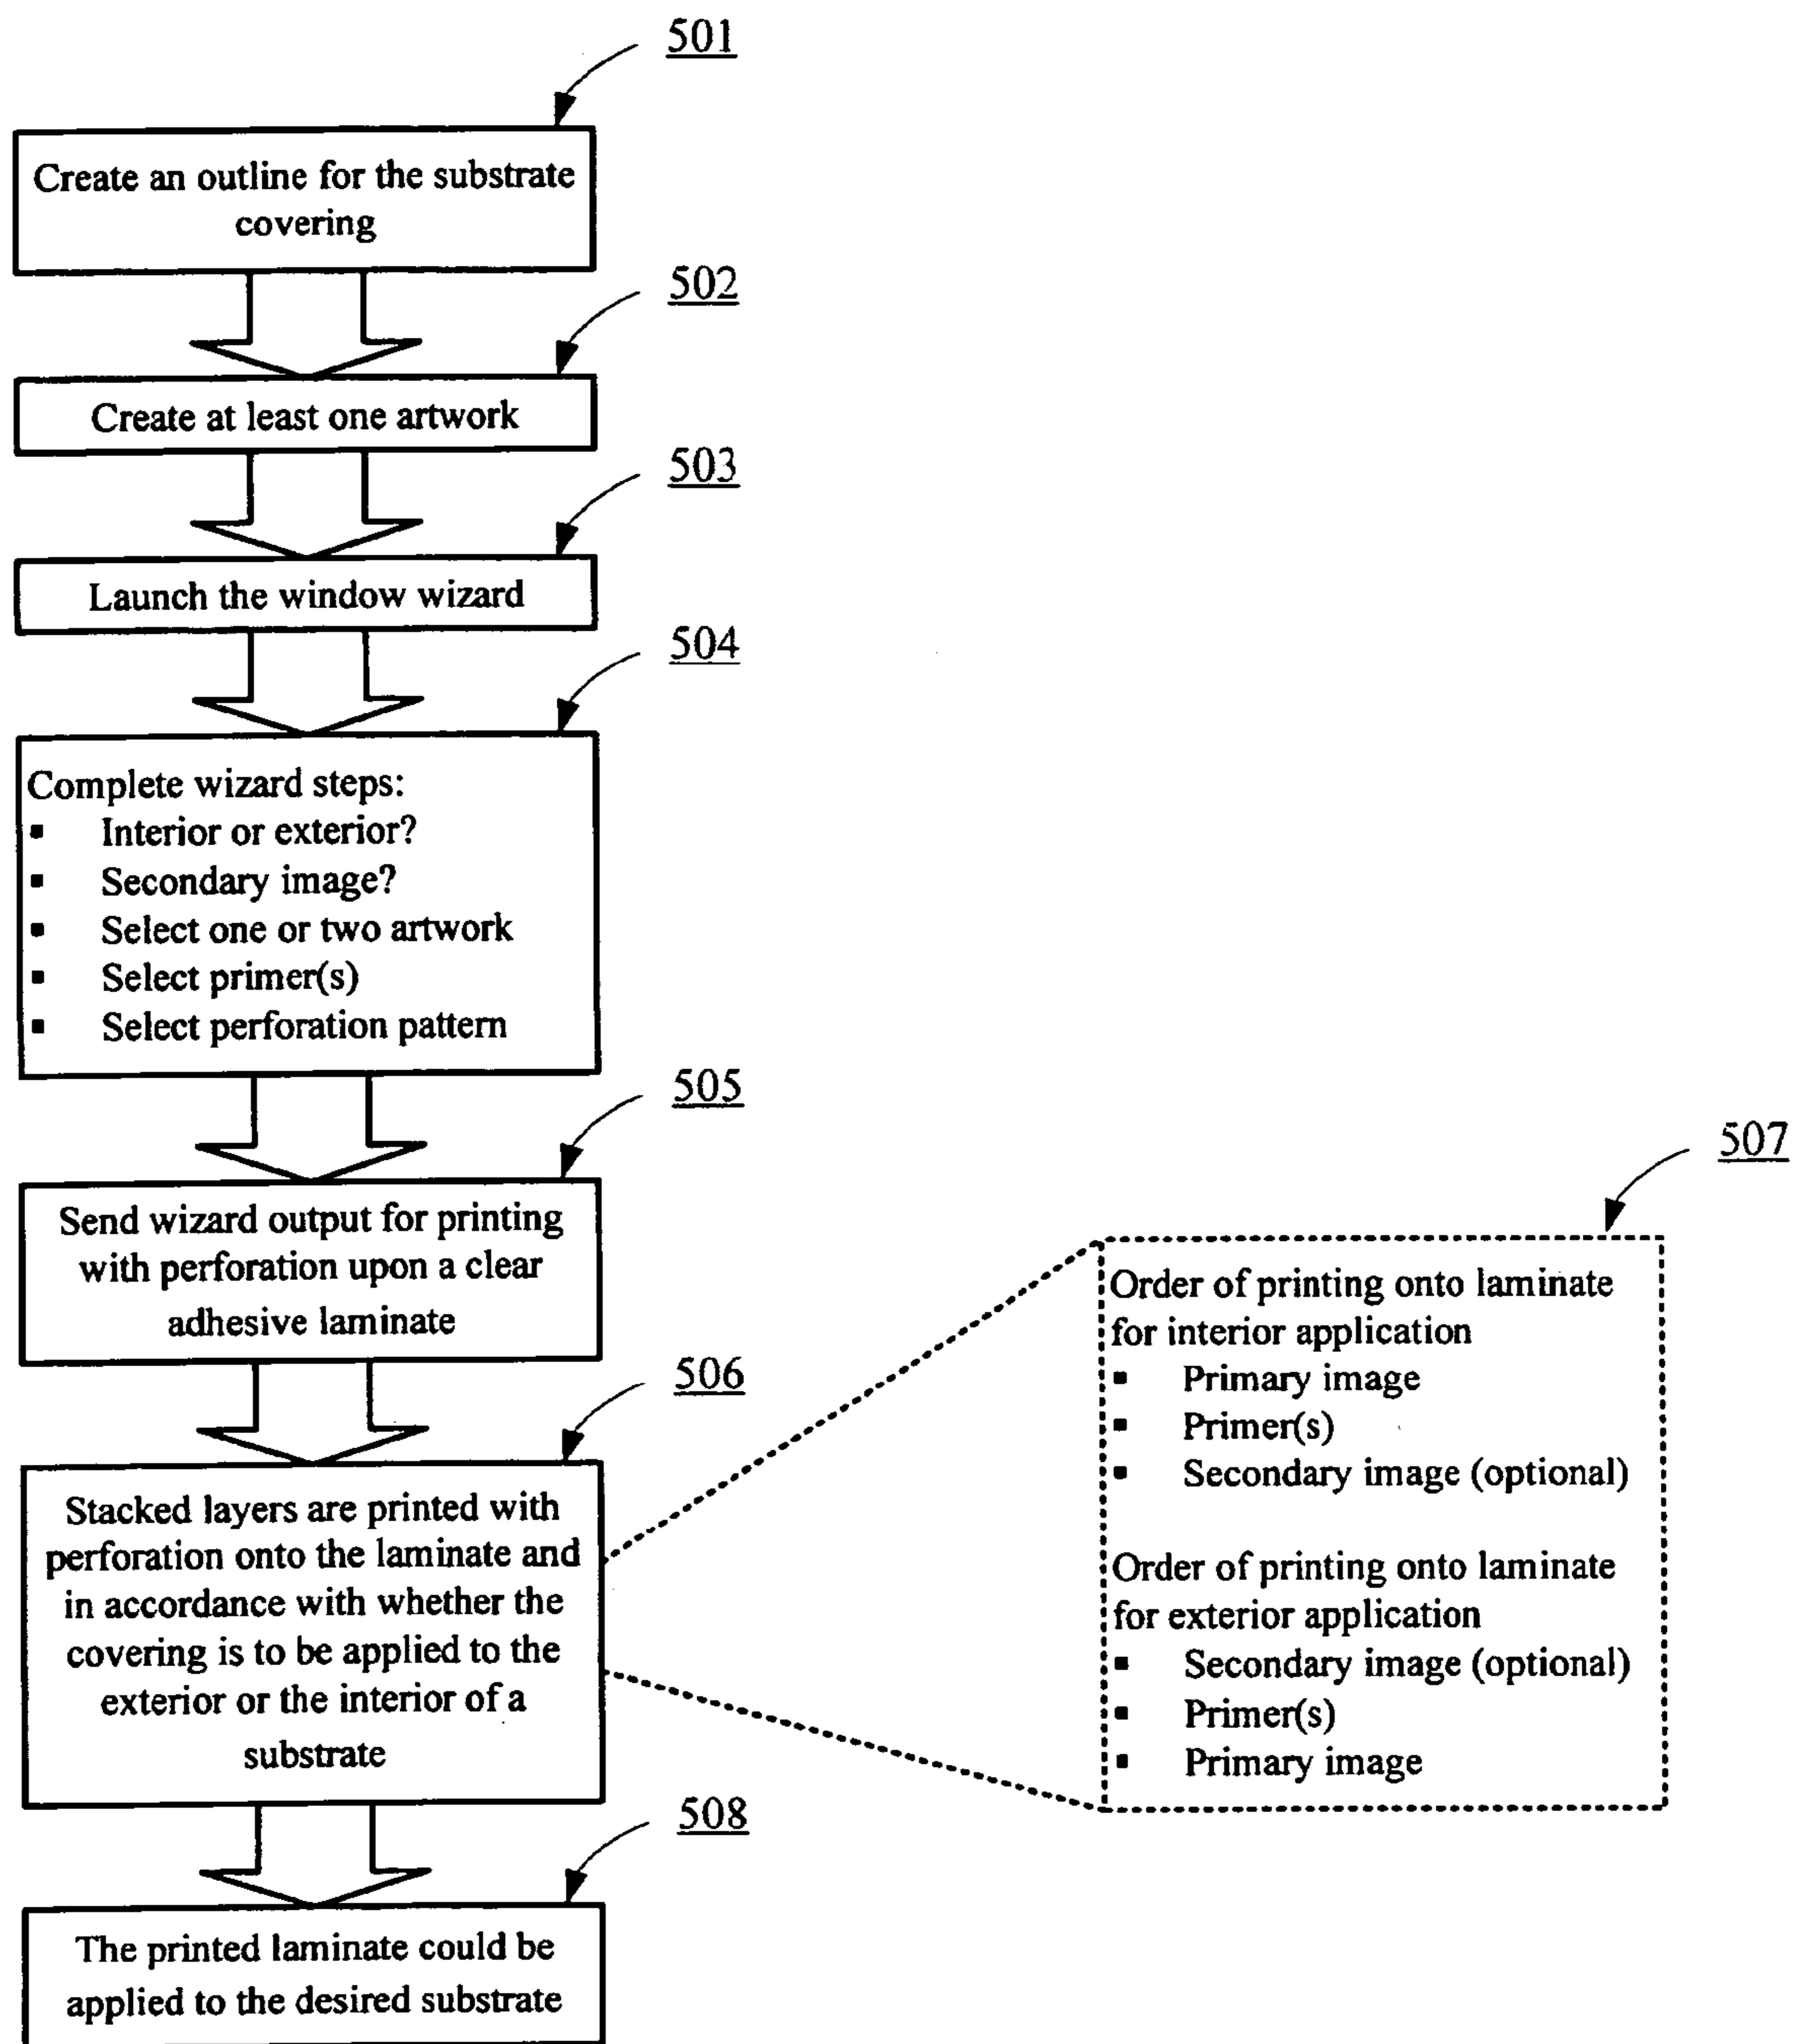 501
Create an outline for the substrate
covering
502
Create at least one artwork
503
Launch the window wizard
504
Complete wizard steps:
▪ Interior or exterior?
▪ Secondary image?
▪ Select one or two artwork
▪ Select primer(s)
▪ Select perforation pattern
505
Send wizard output for printing
with perforation upon a clear
adhesive laminate
506
Stacked layers are printed with
perforation onto the laminate and
in accordance with whether the
covering is to be applied to the
exterior or the interior of a
substrate
507
Order of printing onto laminate
for interior application
▪ Primary image
▪ Primer(s)
▪ Secondary image (optional)
Order of printing onto laminate
for exterior application
▪ Secondary image (optional)
▪ Primer(s)
▪ Primary image
508
The printed laminate could be
applied to the desired substrate